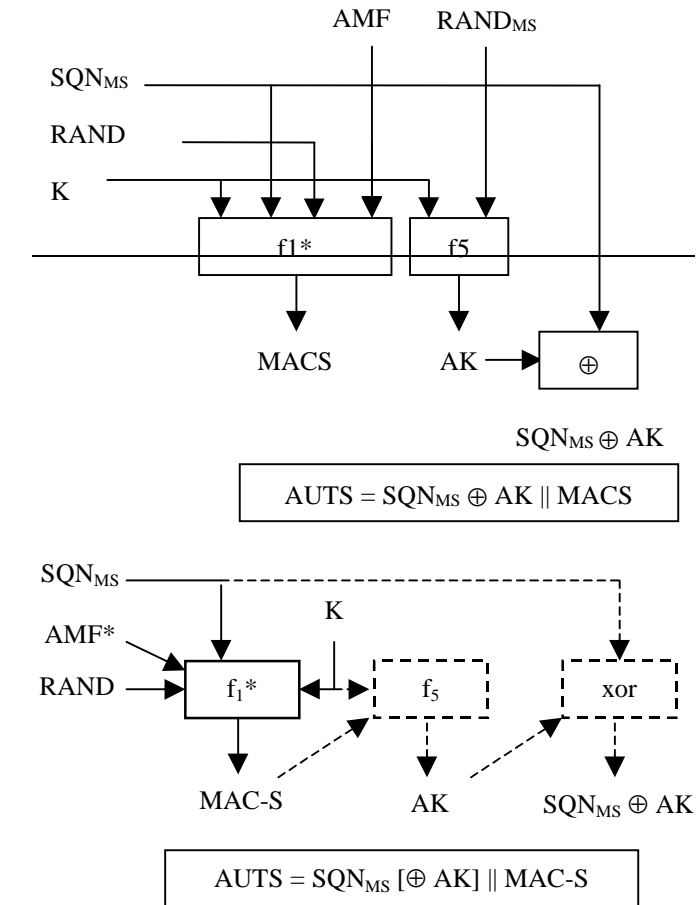 AMF RAND_MS
SQN_MS
RAND
K
f1* f5
MACS AK ⊕
SQN_MS ⊕ AK
AUTS = SQN_MS ⊕ AK || MACS
SQN_MS
K
AMF*
RAND f₁* f₅ xor
MAC-S AK SQN_MS ⊕ AK
AUTS = SQN_MS [⊕ AK] || MAC-S